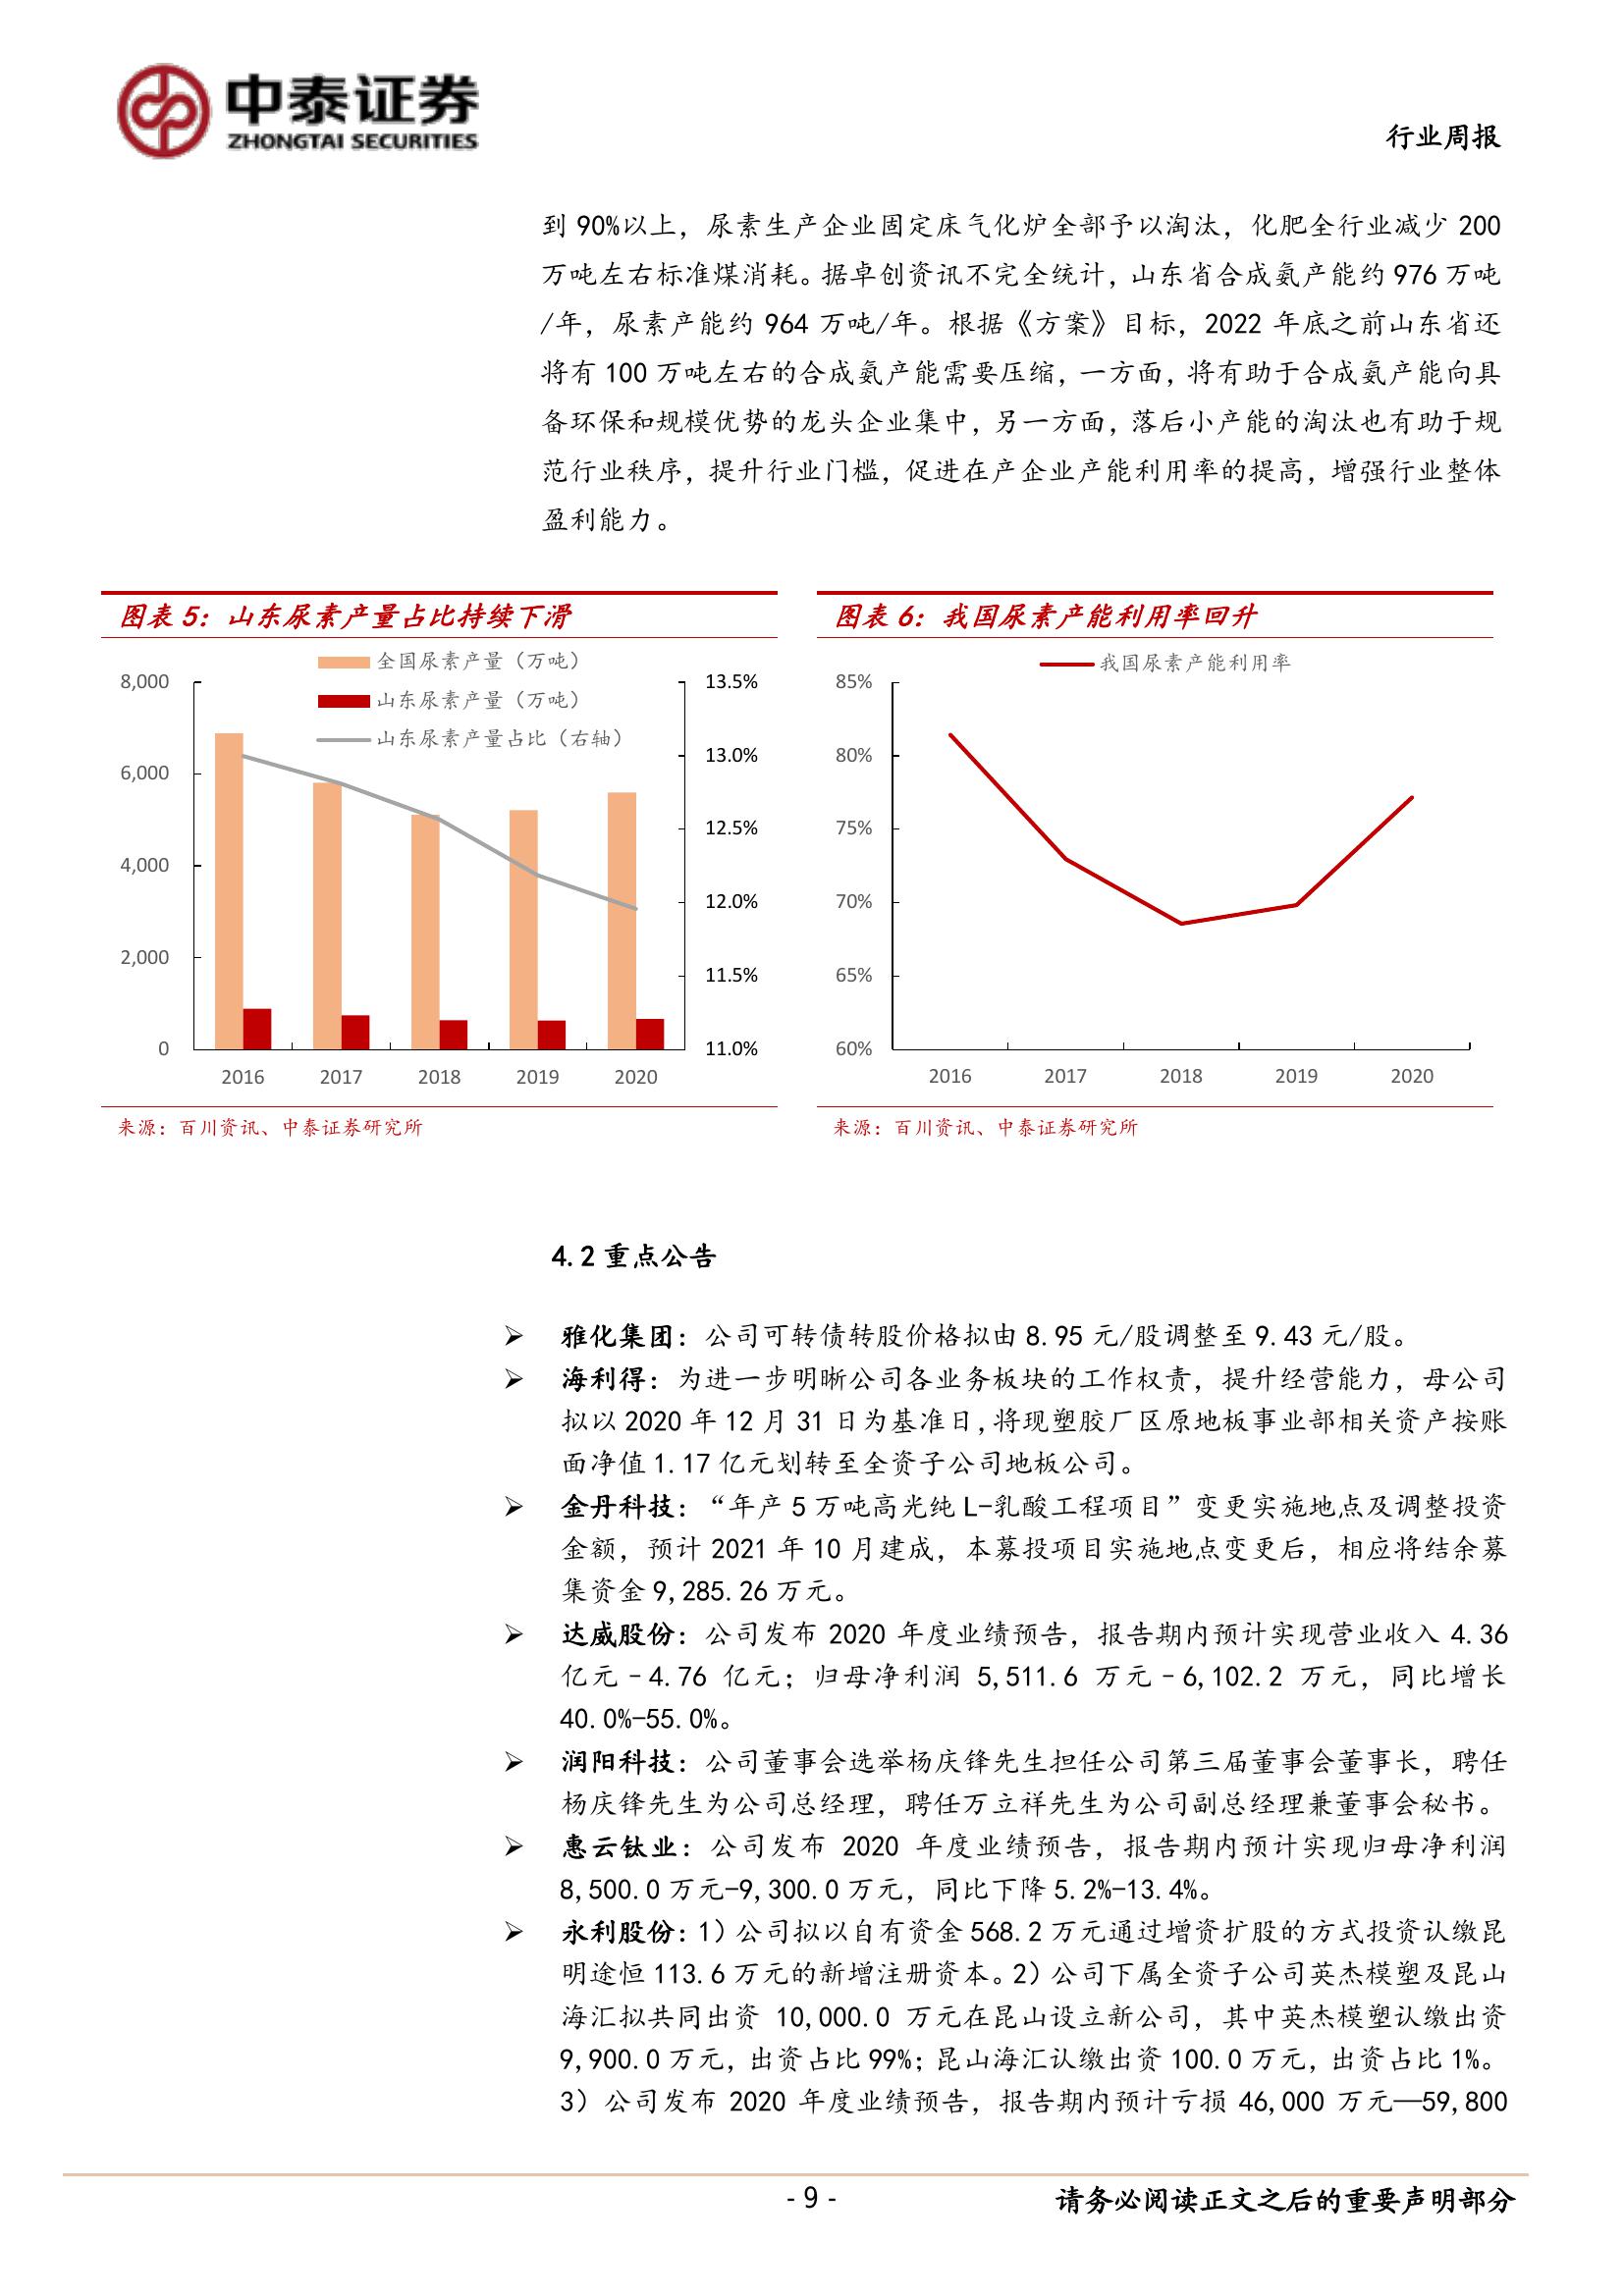 中泰证券
ZHONGTAI SECURITIES
行业周报
到 90%以上，尿素生产企业固定床气化炉全部予以淘汰，化肥全行业减少 200
万吨左右标准煤消耗。据卓创资讯不完全统计，山东省合成氨产能约 976 万吨
/年，尿素产能约 964 万吨/年。根据《方案》目标，2022 年底之前山东省还
将有 100 万吨左右的合成氨产能需要压缩，一方面，将有助于合成氨产能向具
备环保和规模优势的龙头企业集中，另一方面，落后小产能的淘汰也有助于规
范行业秩序，提升行业门槛，促进在产企业产能利用率的提高，增强行业整体
盈利能力。
图表 5：山东尿素产量占比持续下滑
全国尿素产量（万吨）
山东尿素产量（万吨）
山东尿素产量占比（右轴）
8,000
6,000
4,000
2,000
0
13.5%
13.0%
12.5%
12.0%
11.5%
11.0%
2016 2017 2018 2019 2020
来源：百川资讯、中泰证券研究所
图表 6：我国尿素产能利用率回升
我国尿素产能利用率
85%
80%
75%
70%
65%
60%
2016 2017 2018 2019 2020
来源：百川资讯、中泰证券研究所
4.2 重点公告
➢ 雅化集团：公司可转债转股价格拟由 8.95 元/股调整至 9.43 元/股。
➢ 海利得：为进一步明晰公司各业务板块的工作权责，提升经营能力，母公司
拟以 2020 年 12 月 31 日为基准日，将现塑胶厂区原地板事业部相关资产按账
面净值 1.17 亿元划转至全资子公司地板公司。
➢ 金丹科技：“年产 5 万吨高光纯 L-乳酸工程项目”变更实施地点及调整投资
金额，预计 2021 年 10 月建成，本募投项目实施地点变更后，相应将结余募
集资金 9,285.26 万元。
➢ 达威股份：公司发布 2020 年度业绩预告，报告期内预计实现营业收入 4.36
亿元–4.76 亿元；归母净利润 5,511.6 万元–6,102.2 万元，同比增长
40.0%-55.0%。
➢ 润阳科技：公司董事会选举杨庆锋先生担任公司第三届董事会董事长，聘任
杨庆锋先生为公司总经理，聘任万立祥先生为公司副总经理兼董事会秘书。
➢ 惠云钛业：公司发布 2020 年度业绩预告，报告期内预计实现归母净利润
8,500.0 万元-9,300.0 万元，同比下降 5.2%-13.4%。
➢ 永利股份：1）公司拟以自有资金 568.2 万元通过增资扩股的方式投资认缴昆
明途恒 113.6 万元的新增注册资本。2）公司下属全资子公司英杰模塑及昆山
海汇拟共同出资 10,000.0 万元在昆山设立新公司，其中英杰模塑认缴出资
9,900.0 万元，出资占比 99%；昆山海汇认缴出资 100.0 万元，出资占比 1%。
3）公司发布 2020 年度业绩预告，报告期内预计亏损 46,000 万元—59,800
- 9 -
请务必阅读正文之后的重要声明部分